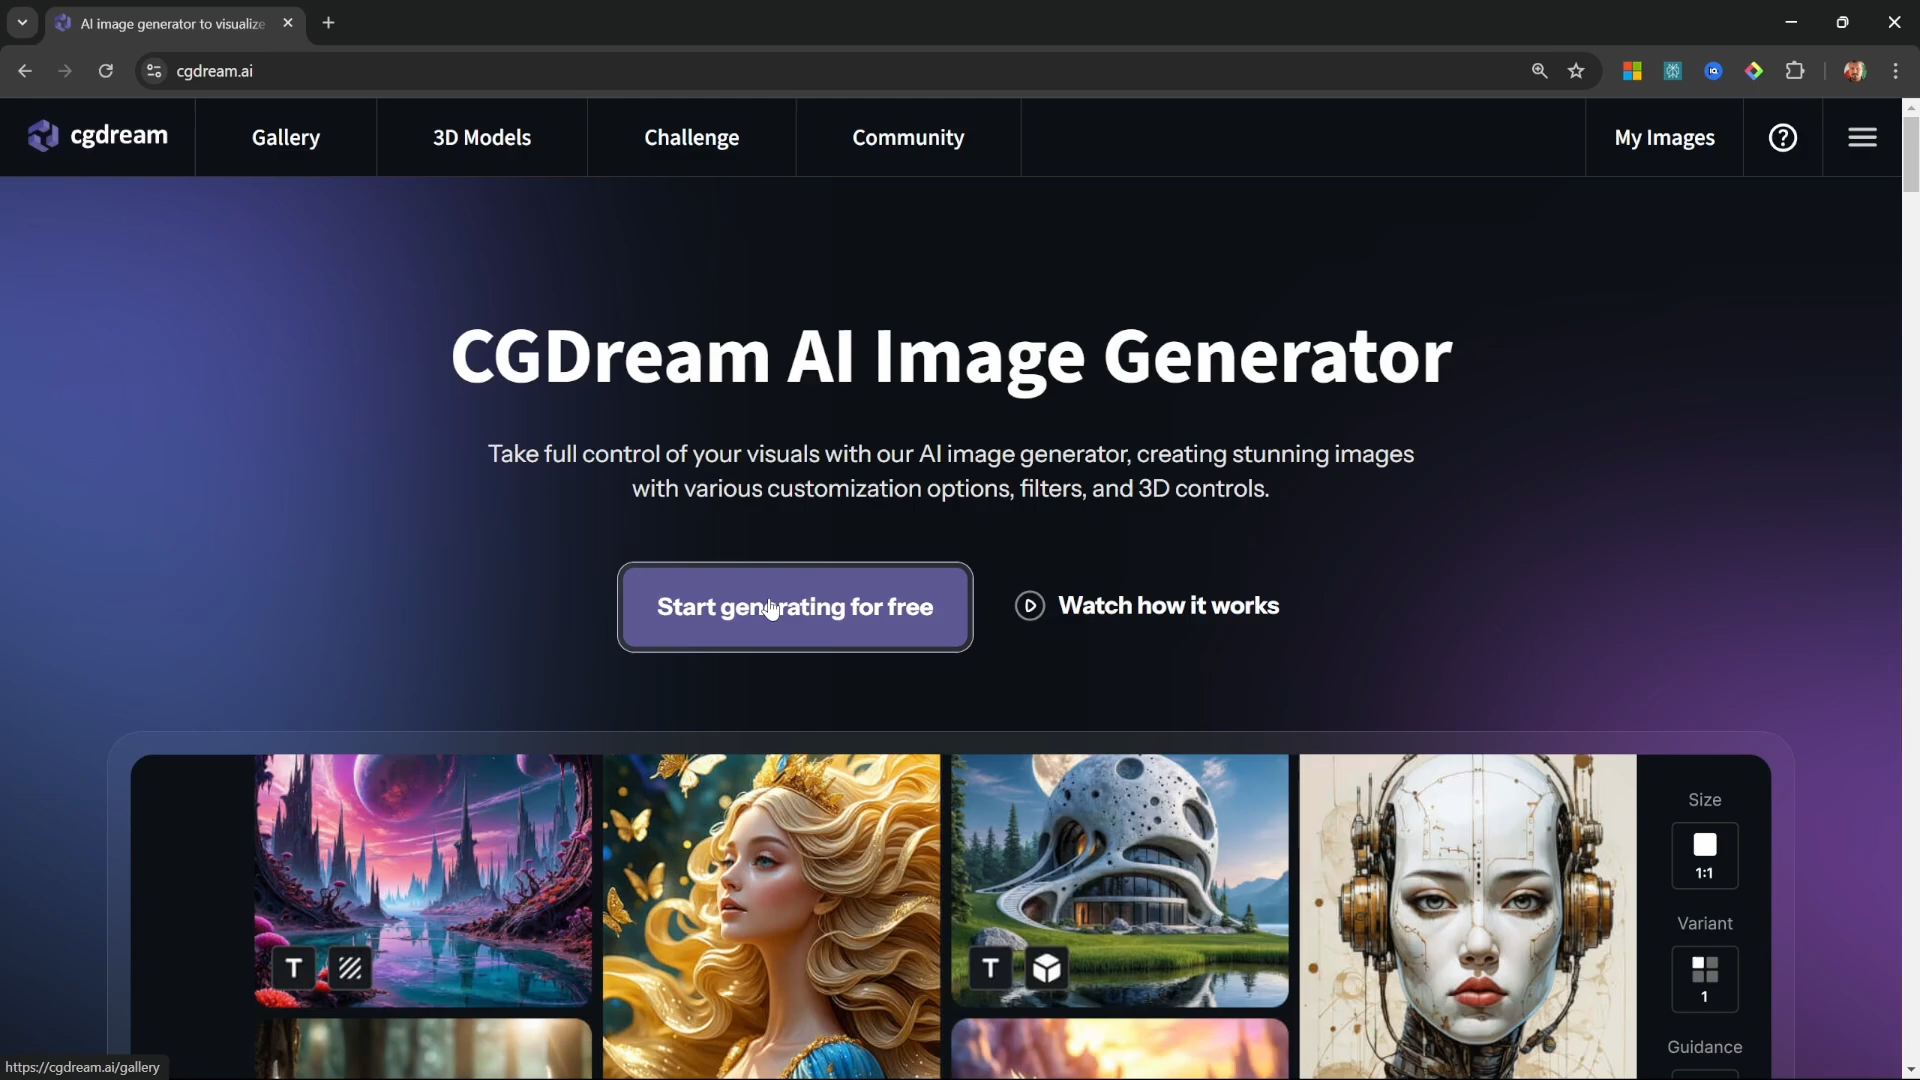 AI image generator to visualize
cgdream.ai
cgdream
Gallery
3D Models
Challenge
Community
My Images
CGDream AI Image Generator
Take full control of your visuals with our AI image generator, creating stunning images
with various customization options, filters, and 3D controls.
Start generating for free
Watch how it works
Size
1:1
Variant
1
Guidance
T
T
https://cgdream.ai/gallery